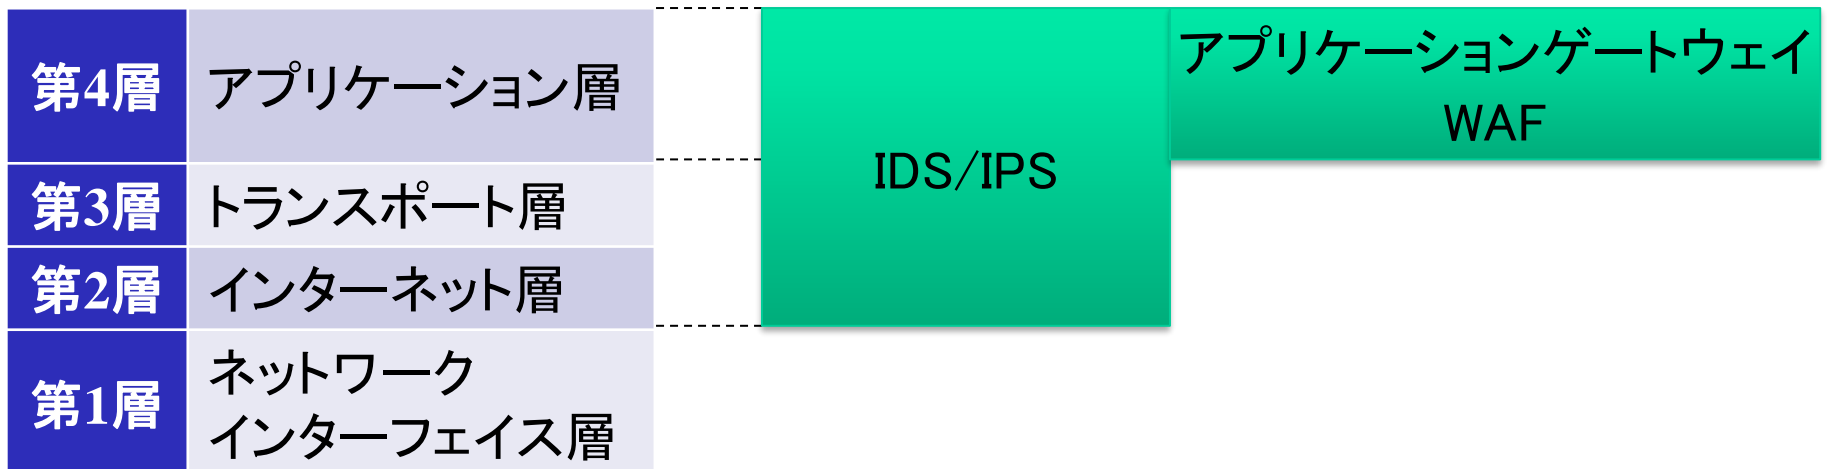 第4層 アプリケーション層
第3層 トランスポート層
第2層 インターネット層
第1層 ネットワーク
インターフェイス層
IDS/IPS
アプリケーションゲートウェイ
WAF